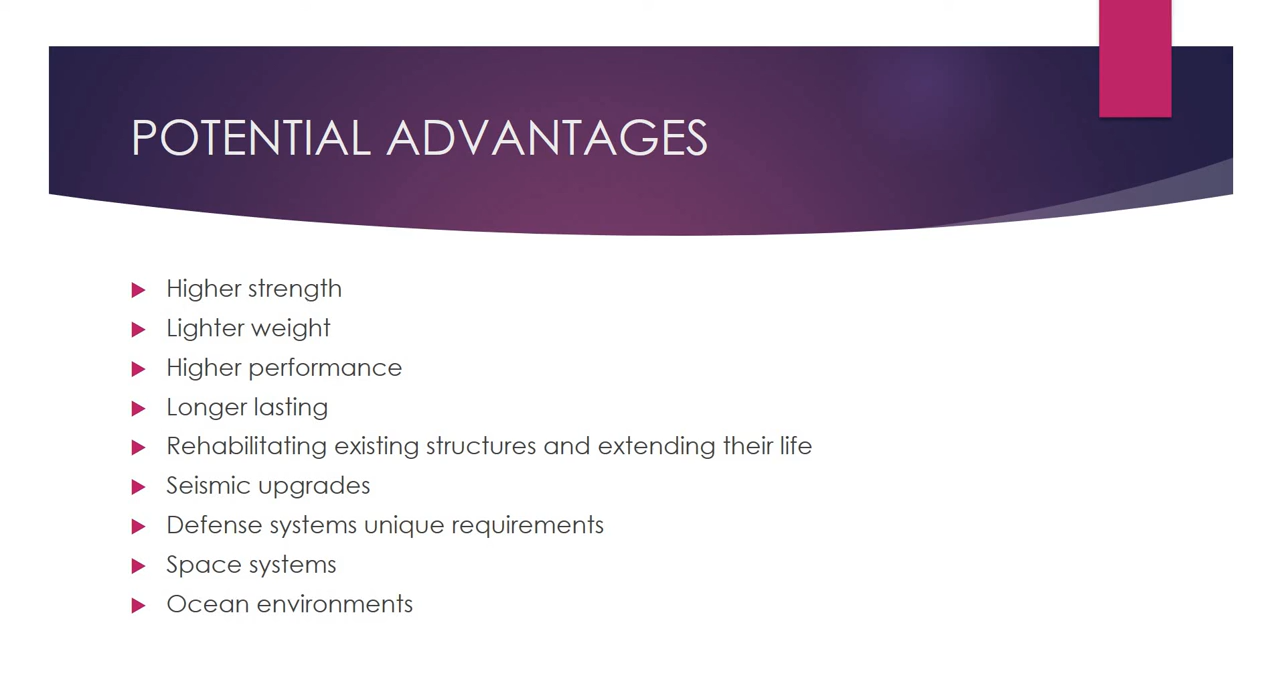 POTENTIAL ADVANTAGES
Higher strength
Lighter weight
Higher performance
Longer lasting
Rehabilitating existing structures and extending their life
Seismic upgrades
Defense systems unique requirements
Space systems
Ocean environments